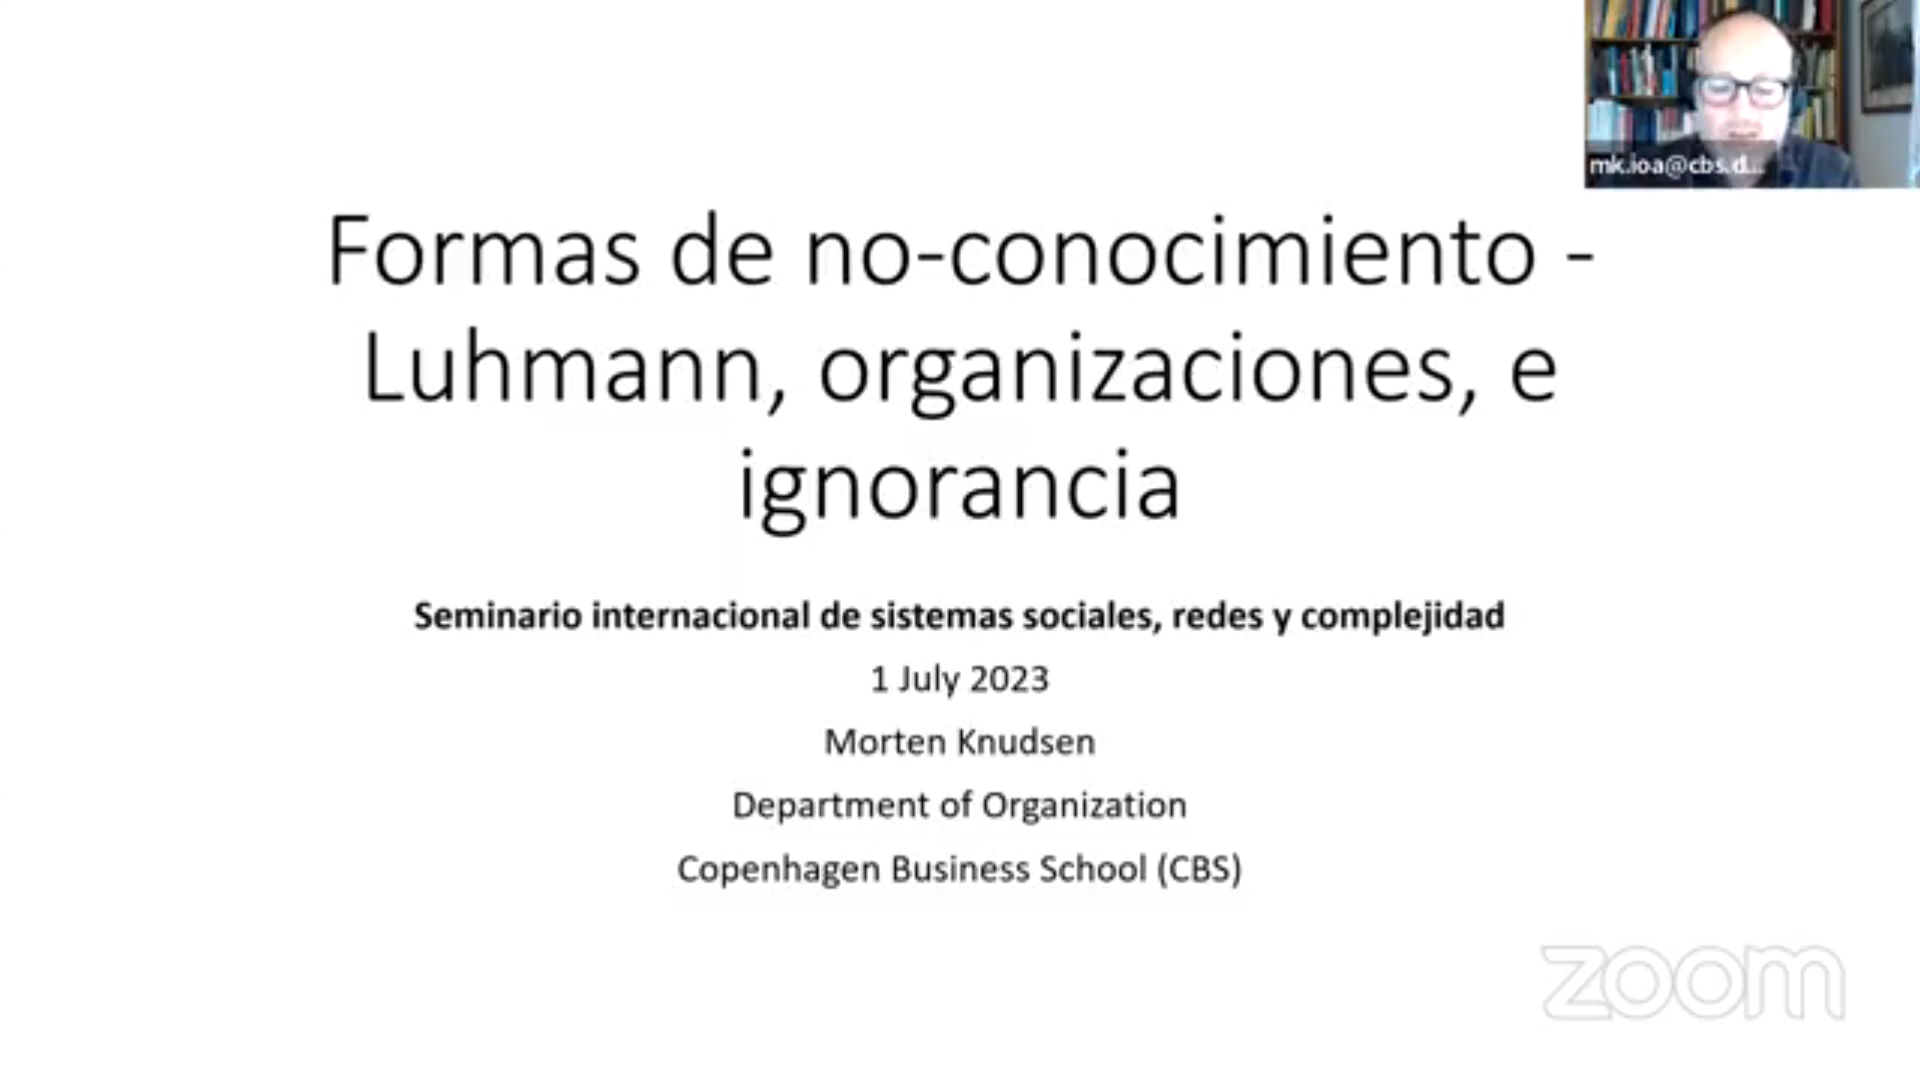 mk.ioa@cbs.d...
Formas de no-conocimiento -
Luhmann, organizaciones, e
ignorancia
Seminario internacional de sistemas sociales, redes y complejidad
1 July 2023
Morten Knudsen
Department of Organization
Copenhagen Business School (CBS)
zoom